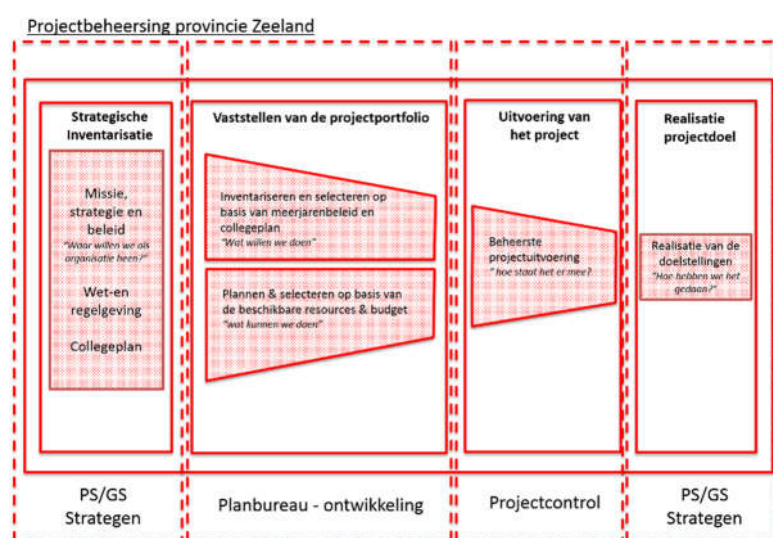 Projectbeheersing provincie Zeeland
Strategische
Inventarisatie
Missie,
strategie en
beleid
"Waar willen we als
organisatie heen?"
Wet-en
regelgeving
Collegeplan
Vaststellen van de projectportfolio
Inventariseren en selecteren op
basis van meerjarenbeleid en
collegeplan
"Wat willen we doen"
Plannen & selecteren op basis van
de beschikbare resources & budget
"wat kunnen we doen"
Uitvoering van
het project
Beheerste
projectuitvoering
" hoe staat het er mee?
Realisatie
projectdoel
Realisatie van de
doelstellingen
"Hoe hebben we het
gedaan?"
PS/GS
Strategen
Planbureau - ontwikkeling
Projectcontrol
PS/GS
Strategen